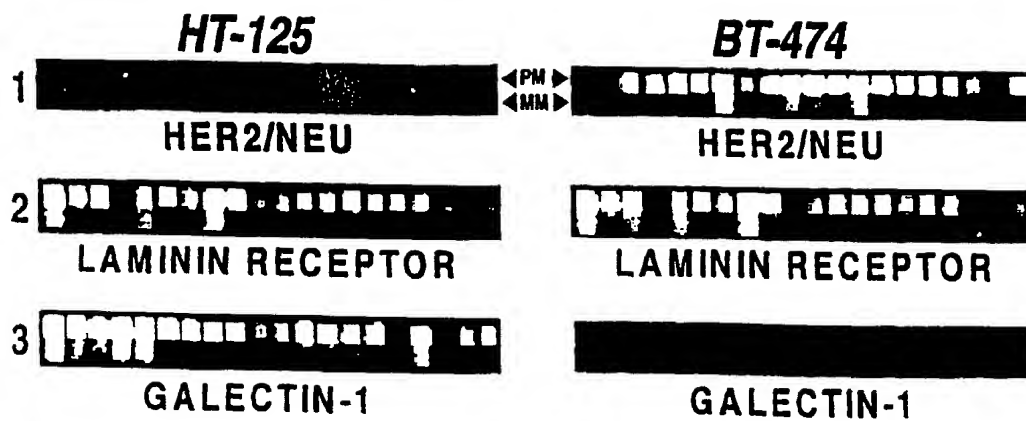 HT-125 BT-474
1 ◄PM►
◄MM►
HER2/NEU HER2/NEU
2
LAMININ RECEPTOR LAMININ RECEPTOR
3
GALECTIN-1 GALECTIN-1